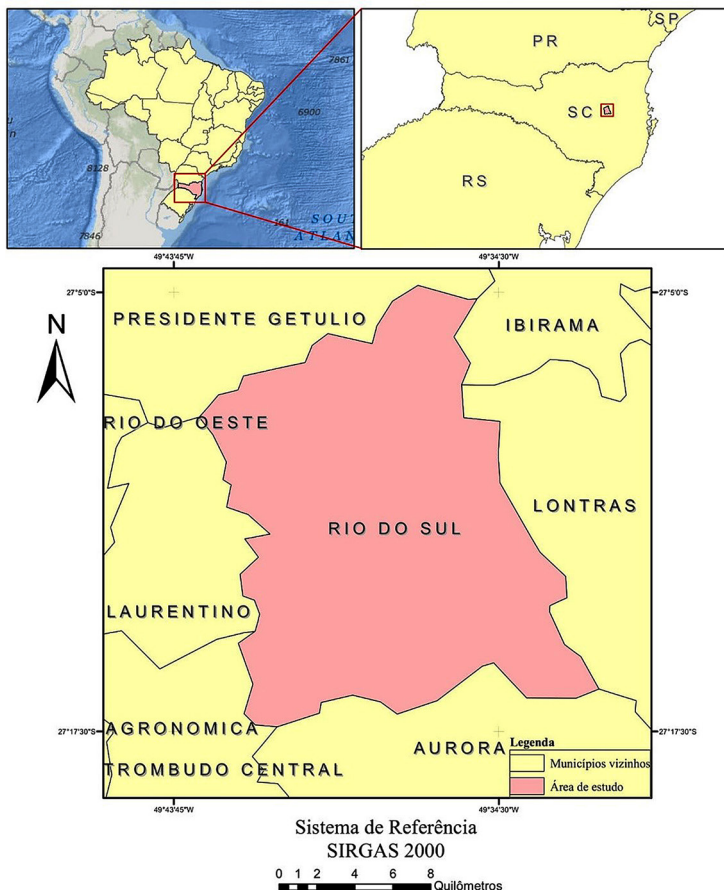 7861
6900
8128
161
7846
SOU
ATLAN
SP
PR
SC
RS
49°43'45"W
49°34'30"W
27°5'0"S
27°5'0"S
N
PRESIDENTE GETULIO
IBIRAMA
RIO DO OESTE
LONTRAS
RIO DO SUL
LAURENTINO
AGRONOMICA
AURORA
TROMBUDO CENTRAL
27°17'30"S
27°17'30"S
Legenda
Municípios vizinhos
Área de estudo
49°43'45"W
49°34'30"W
Sistema de Referência
SIRGAS 2000
0 1 2 4 6 8
Quilômetros